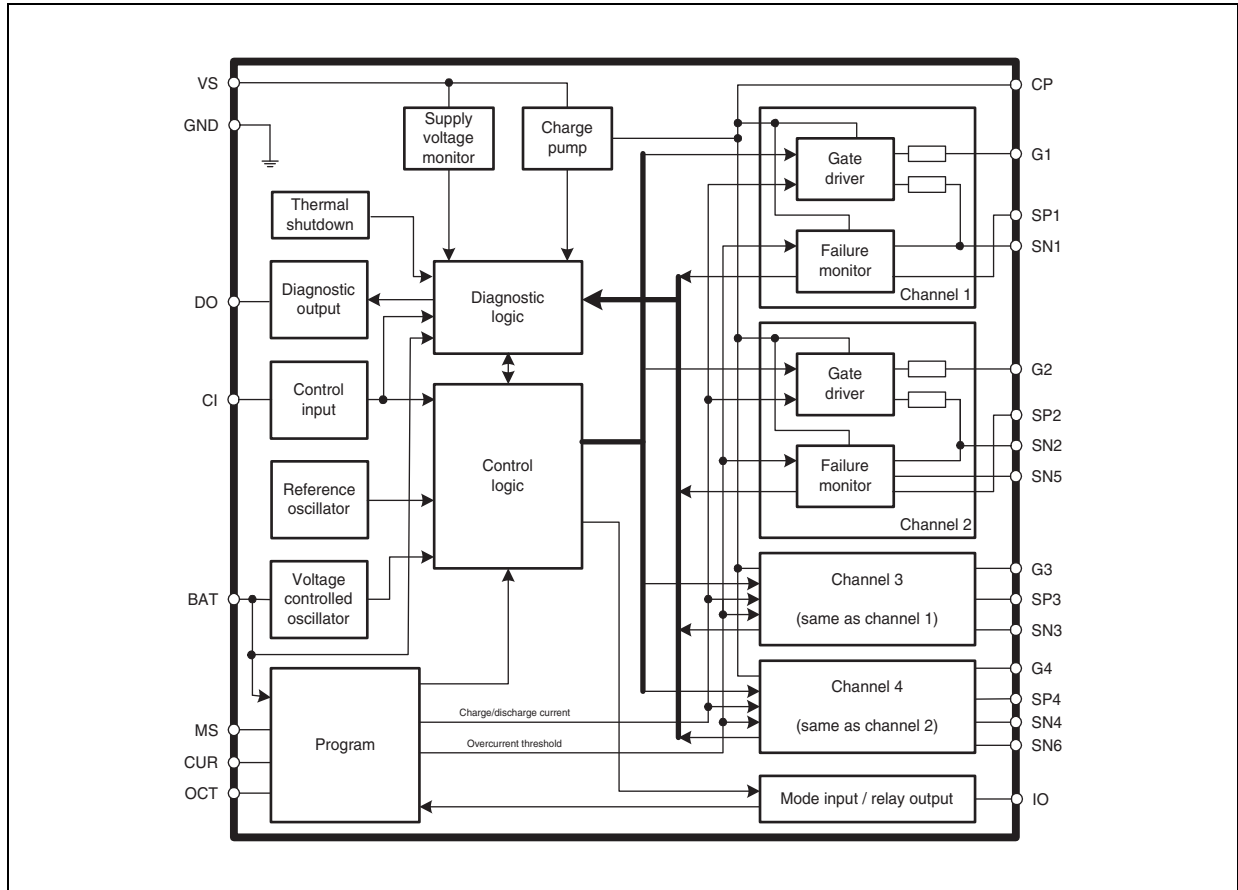 VS
GND
DO
CI
BAT
MS
CUR
OCT
Supply
voltage
monitor
Charge
pump
Thermal
shutdown
Diagnostic
output
Diagnostic
logic
Control
input
Control
logic
Reference
oscillator
Voltage
controlled
oscillator
Program
Charge/discharge current
Overcurrent threshold
Gate
driver
Failure
monitor
Channel 1
Gate
driver
Failure
monitor
Channel 2
Channel 3
(same as channel 1)
Channel 4
(same as channel 2)
Mode input / relay output
CP
G1
SP1
SN1
G2
SP2
SN2
SN5
G3
SP3
SN3
G4
SP4
SN4
SN6
IO